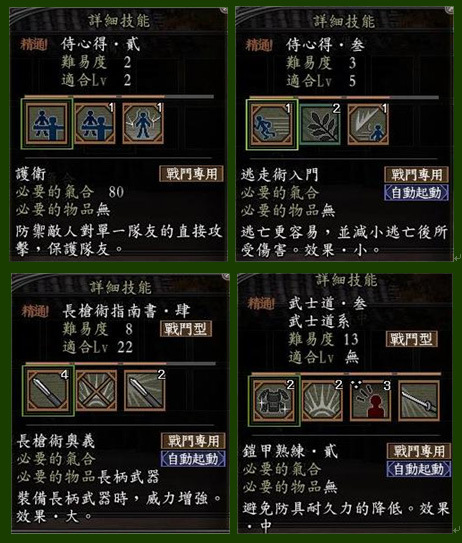 詳細技能
精通! 侍心得・貳
難易度 2
適合Lv 2
1 1 1
護衛 戰鬥專用
必要的氣合 80
必要的物品無
防禦敵人對單一隊友的直接攻
擊，保護隊友。
詳細技能
精通! 侍心得・叁
難易度 3
適合Lv 5
1 2 1
逃走術入門 戰鬥專用
必要的氣合 自動起動
必要的物品無
逃亡更容易，並減小逃亡後所
受傷害。效果・小。
詳細技能
精通! 長槍術指南書・肆
難易度 8 戰鬥型
適合Lv 22
4 2
長槍術奧義 戰鬥專用
必要的氣合 自動起動
必要的物品長柄武器
裝備長柄武器時，威力增強。
效果・大。
詳細技能
精通! 武士道・叁
武士道系
難易度 13 戰鬥型
適合Lv 無
2 2 3
鎧甲熟練・貳 戰鬥專用
必要的氣合 自動起動
必要的物品無
避免防具耐久力的降低。效果
・中